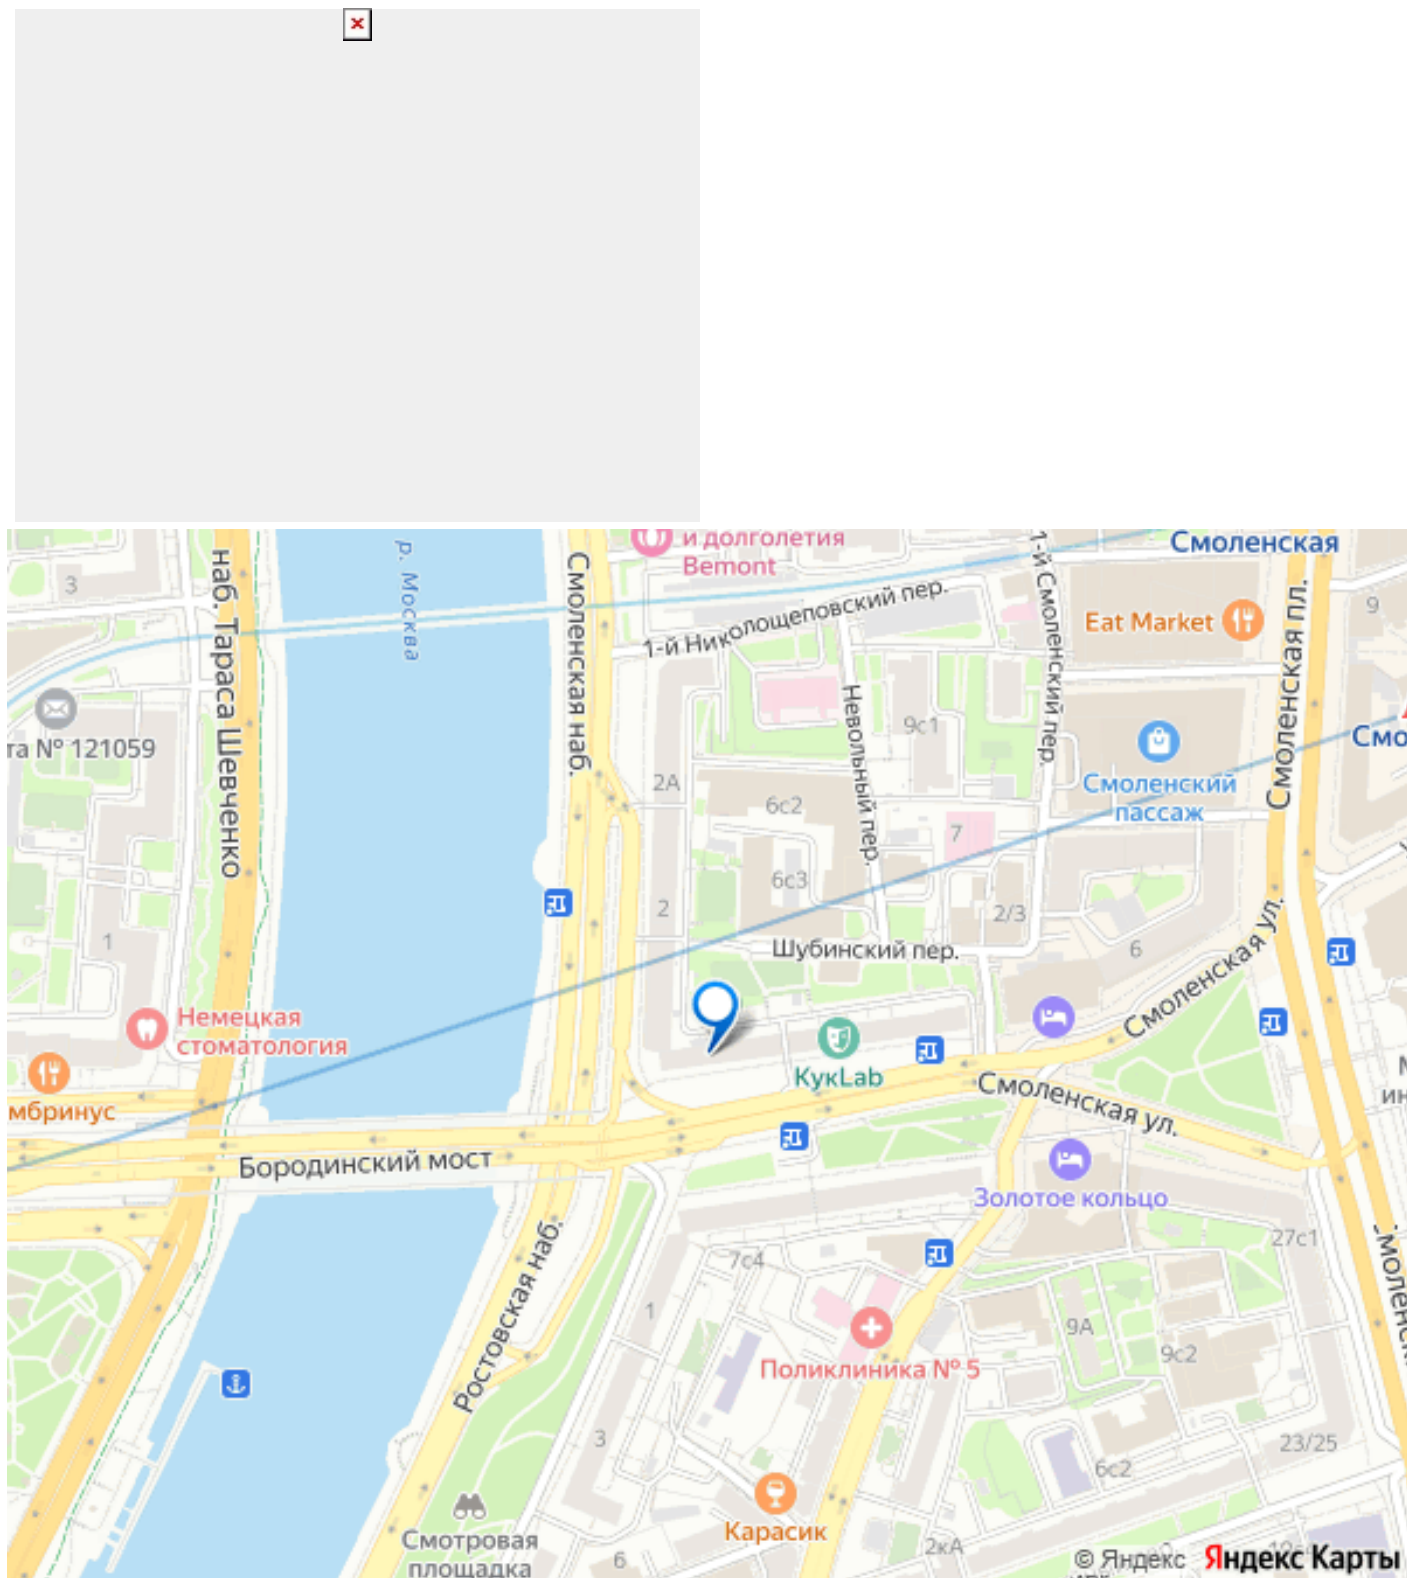 и долголетия
Bemont
Смоленская
3
наб. Тараса Шевченко
р. Москва
Смоленская наб.
1-й Николощеповский пер.
1-й Смоленский пер.
Eat Market
Смоленская пл.
9
та № 121059
Невольный пер.
9с1
Смо
2А
6с2
Смоленский
пассаж
7
6с3
2
2/3
1
Шубинский пер.
6
Смоленская ул.
Немецкая
стоматология
КукLab
мбринус
Смоленская ул.
ин
Бородинский мост
Золотое кольцо
Ростовская наб.
7с4
27с1
1
9А
9с2
Поликлиника № 5
3
23/25
6с2
Карасик
Смотровая
площадка
6
2кА
© Яндекс Яндекс Карты